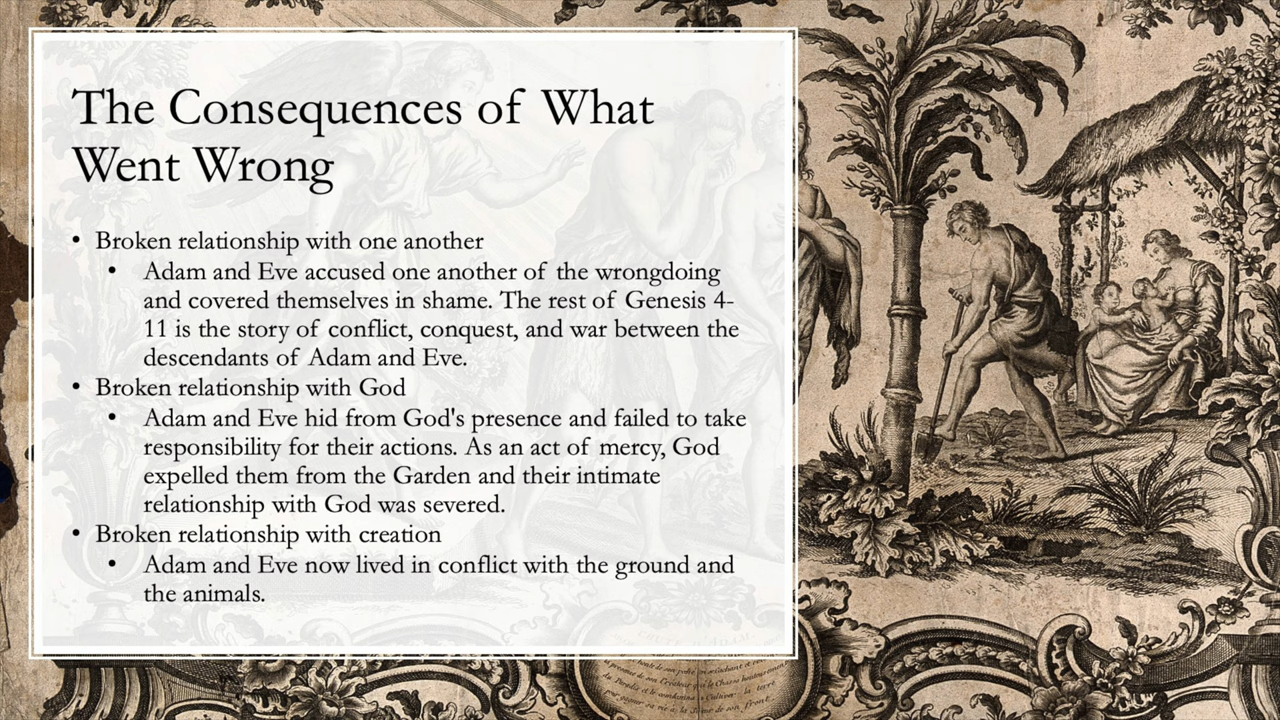 The Consequences of What
Went Wrong
• Broken relationship with one another
• Adam and Eve accused one another of the wrongdoing
and covered themselves in shame. The rest of Genesis 4-
11 is the story of conflict, conquest, and war between the
descendants of Adam and Eve.
• Broken relationship with God
• Adam and Eve hid from God's presence and failed to take
responsibility for their actions. As an act of mercy, God
expelled them from the Garden and their intimate
relationship with God was severed.
• Broken relationship with creation
• Adam and Eve now lived in conflict with the ground and
the animals.